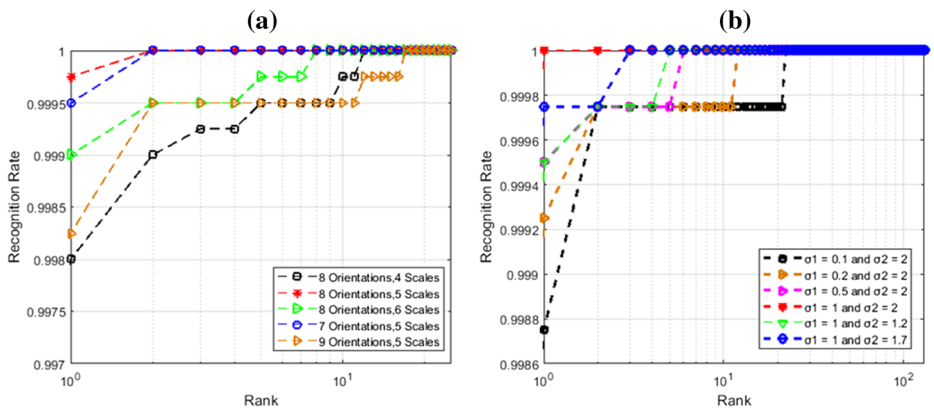 (a)
Recognition Rate
1
0.9995
0.999
0.9985
0.998
0.9975
0.997
10^0
10^1
Rank
8 Orientations,4 Scales
8 Orientations,5 Scales
8 Orientations,6 Scales
7 Orientations,5 Scales
9 Orientations,5 Scales
(b)
Recognition Rate
1
0.9998
0.9996
0.9994
0.9992
0.999
0.9988
0.9986
10^0
10^1
10^2
Rank
σ1 = 0.1 and σ2 = 2
σ1 = 0.2 and σ2 = 2
σ1 = 0.5 and σ2 = 2
σ1 = 1 and σ2 = 2
σ1 = 1 and σ2 = 1.2
σ1 = 1 and σ2 = 1.7